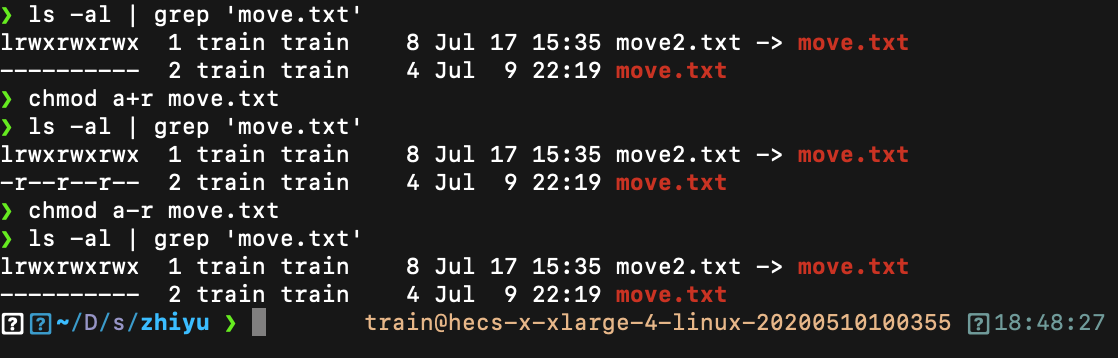 ❯ ls -al | grep 'move.txt'
lrwxrwxrwx  1 train train    8 Jul 17 15:35 move2.txt -> move.txt
----------  2 train train    4 Jul  9 22:19 move.txt
❯ chmod a+r move.txt
❯ ls -al | grep 'move.txt'
lrwxrwxrwx  1 train train    8 Jul 17 15:35 move2.txt -> move.txt
-r--r--r--  2 train train    4 Jul  9 22:19 move.txt
❯ chmod a-r move.txt
❯ ls -al | grep 'move.txt'
lrwxrwxrwx  1 train train    8 Jul 17 15:35 move2.txt -> move.txt
----------  2 train train    4 Jul  9 22:19 move.txt
⍰ ⍰ ~/D/s/zhiyu ❯ train@hecs-x-xlarge-4-linux-20200510100355 ⍰ 18:48:27